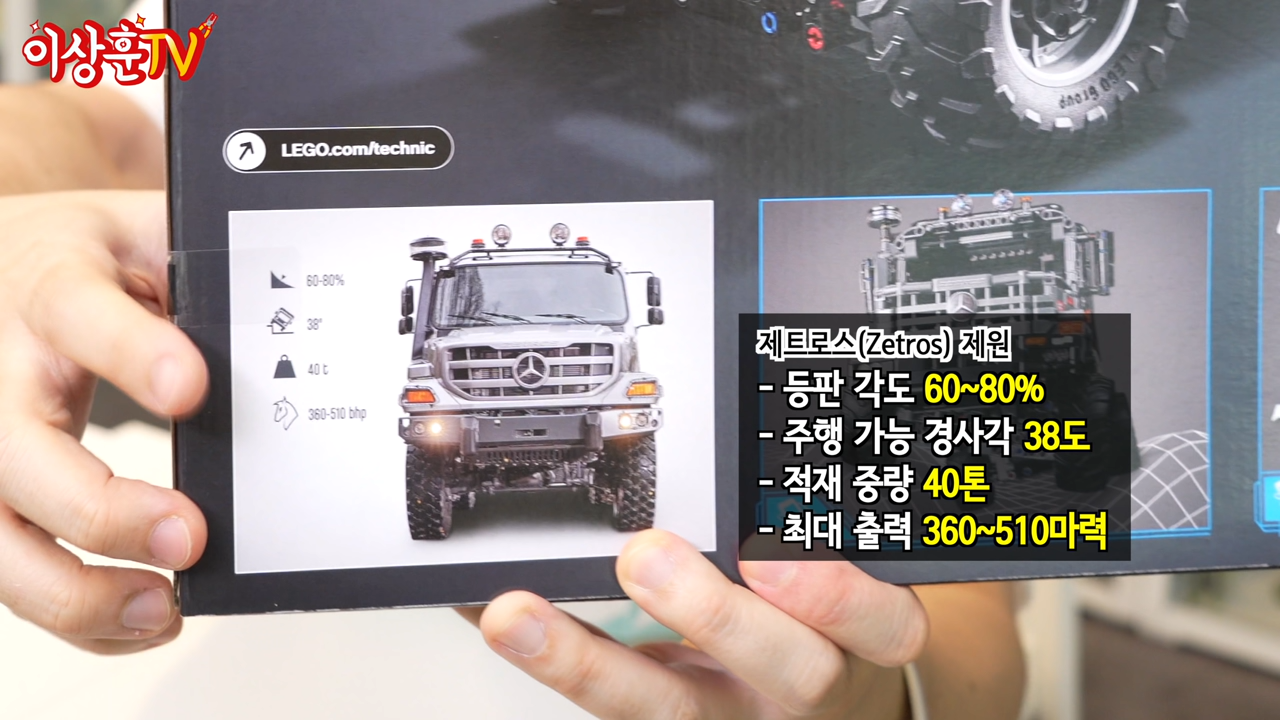 이상훈TV
LEGO Group
LEGO.com/technic
60-80%
38°
40 t
360-510 bhp
제트로스(Zetros) 제원
- 등판 각도 60~80%
- 주행 가능 경사각 38도
- 적재 중량 40톤
- 최대 출력 360~510마력